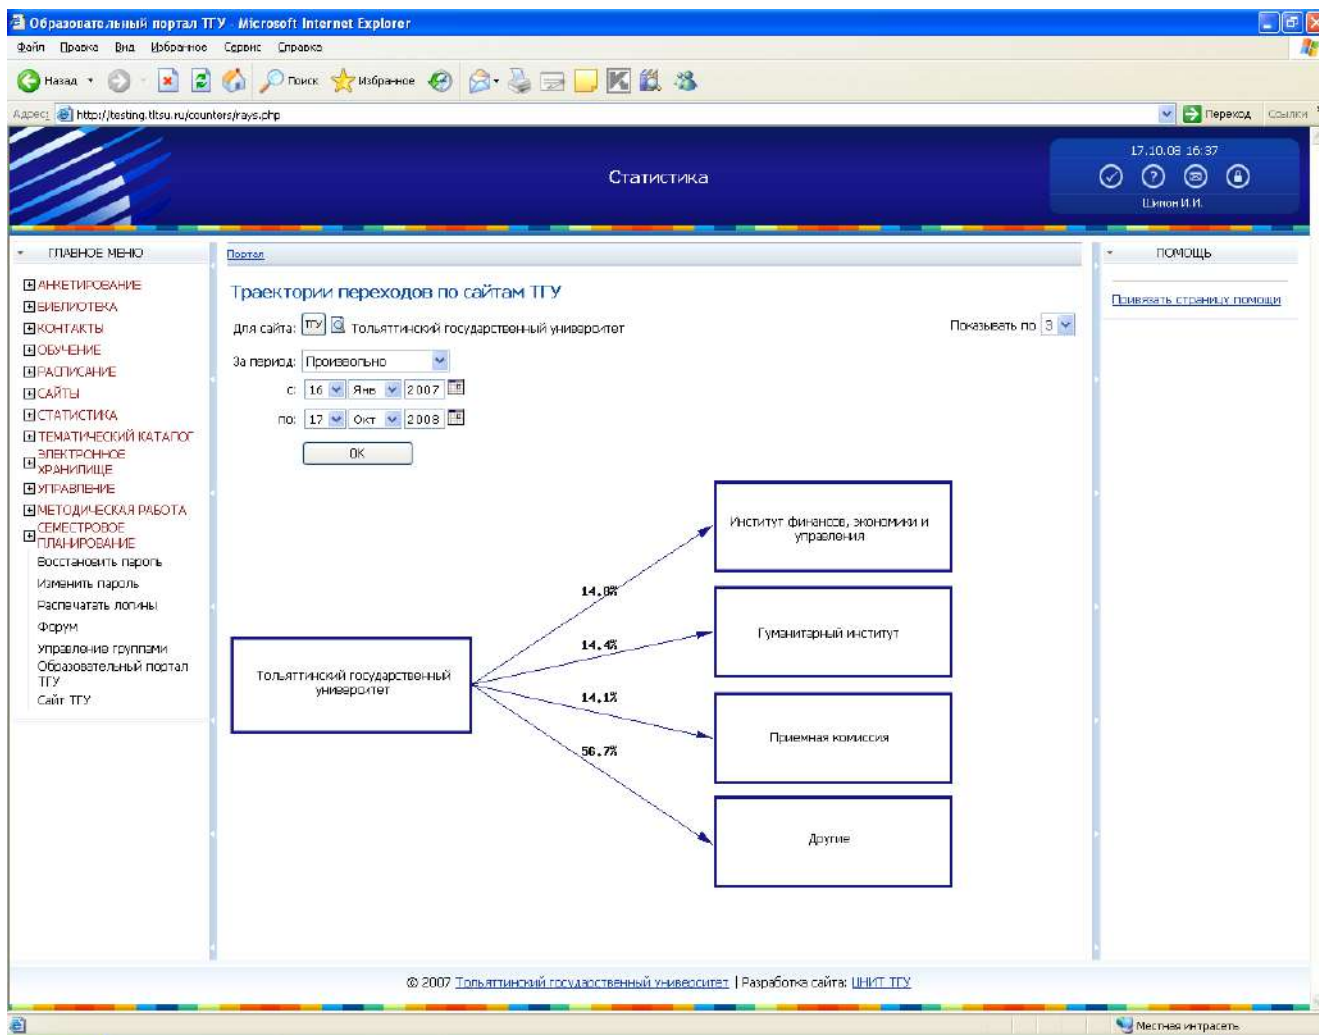 Образовательный портал ТГУ - Microsoft Internet Explorer
Файл Правка Вид Избранное Сервис Справка
Назад Поиск Избранное
Адрес: http://testing.tltsu.ru/counters/rays.php Переход Ссылки
Статистика
17.10.08 16:37
Шимон И.И.
ГЛАВНОЕ МЕНЮ
АНКЕТИРОВАНИЕ
БИБЛИОТЕКА
КОНТАКТЫ
ОБУЧЕНИЕ
РАСПИСАНИЕ
САЙТЫ
СТАТИСТИКА
ТЕМАТИЧЕСКИЙ КАТАЛОГ
ЭЛЕКТРОННОЕ
ХРАНИЛИЩЕ
УПРАВЛЕНИЕ
МЕТОДИЧЕСКАЯ РАБОТА
СЕМЕСТРОВОЕ
ПЛАНИРОВАНИЕ
Восстановить пароль
Изменить пароль
Распечатать логины
Форум
Управление группами
Образовательный портал
ТГУ
Сайт ТГУ
Портал
Траектории переходов по сайтам ТГУ
Для сайта: ТГУ Тольяттинский государственный университет
Показывать по 3
За период: Произвольно
с: 16 Янв 2007
по: 17 Окт 2008
OK
Тольяттинский государственный
университет
14.8%
14.4%
14.1%
56.7%
Институт финансов, экономики и
управления
Гуманитарный институт
Приемная комиссия
Другие
ПОМОЩЬ
Привязать страницу помощи
© 2007 Тольяттинский государственный университет | Разработка сайта: ЦНИТ ТГУ
Местная интрасеть